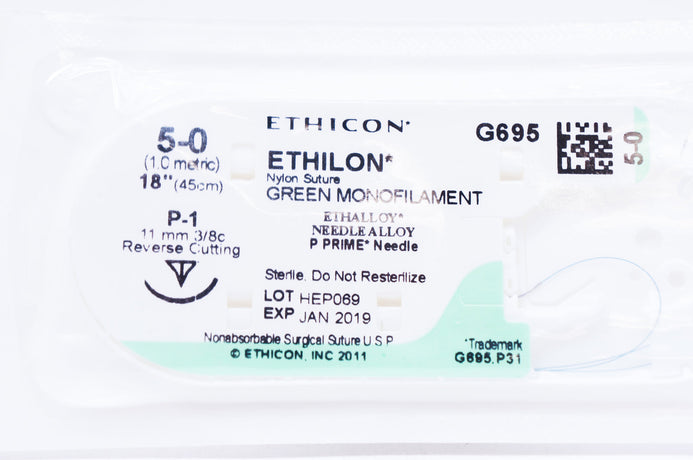 ETHICON*
G695
5-0
(1.0 metric)
18" (45cm)
ETHILON*
Nylon Suture
GREEN MONOFILAMENT
5-0
P-1
11 mm 3/8c
Reverse Cutting
ETHALLOY*
NEEDLE ALLOY
P PRIME* Needle
Sterile. Do Not Resterilize
LOT HEP069
EXP JAN 2019
Nonabsorbable Surgical Suture U S P
© ETHICON, INC 2011
*Trademark
G695.P31